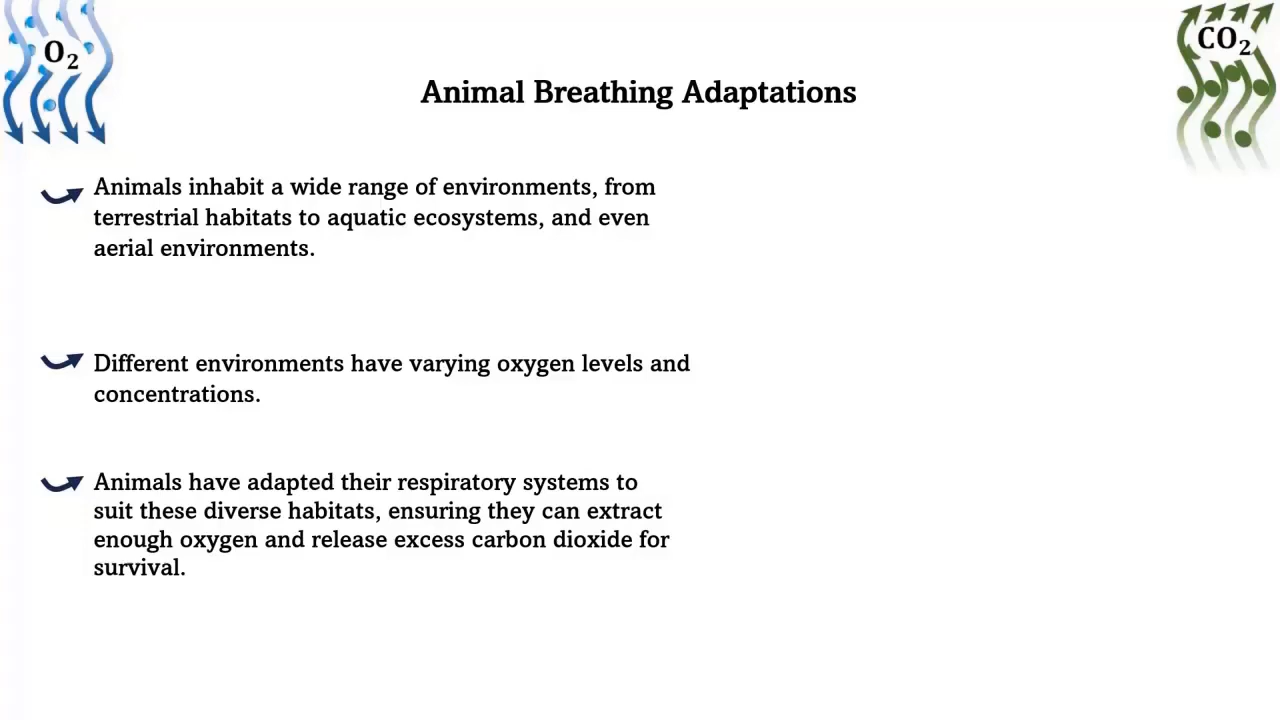 O₂
CO₂
Animal Breathing Adaptations
Animals inhabit a wide range of environments, from
terrestrial habitats to aquatic ecosystems, and even
aerial environments.
Different environments have varying oxygen levels and
concentrations.
Animals have adapted their respiratory systems to
suit these diverse habitats, ensuring they can extract
enough oxygen and release excess carbon dioxide for
survival.